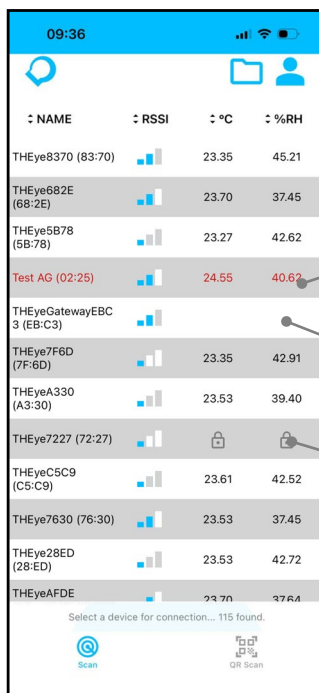 09:36
NAME RSSI °C %RH
THEye8370 (83:70) 23.35 45.21
THEye682E
(68:2E) 23.70 37.45
THEye5B78
(5B:78) 23.27 42.62
Test AG (02:25) 24.55 40.62
THEyeGatewayEBC
3 (EB:C3)
THEye7F6D
(7F:6D) 23.35 42.91
THEyeA330
(A3:30) 23.53 39.40
THEye7227 (72:27)
THEyeC5C9
(C5:C9) 23.61 42.52
THEye7630 (76:30) 23.53 37.45
THEye28ED
(28:ED) 23.53 42.72
THEyeAFDE 23.70 37.64
Select a device for connection... 115 found.
Scan QR Scan